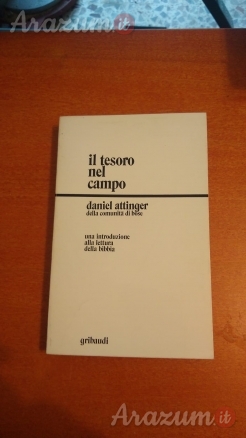 Arazum.it
il tesoro
nel
campo
daniel attinger
della comunità di bose
una introduzione
alla lettura
della bibbia
gribaudi
Arazum.it